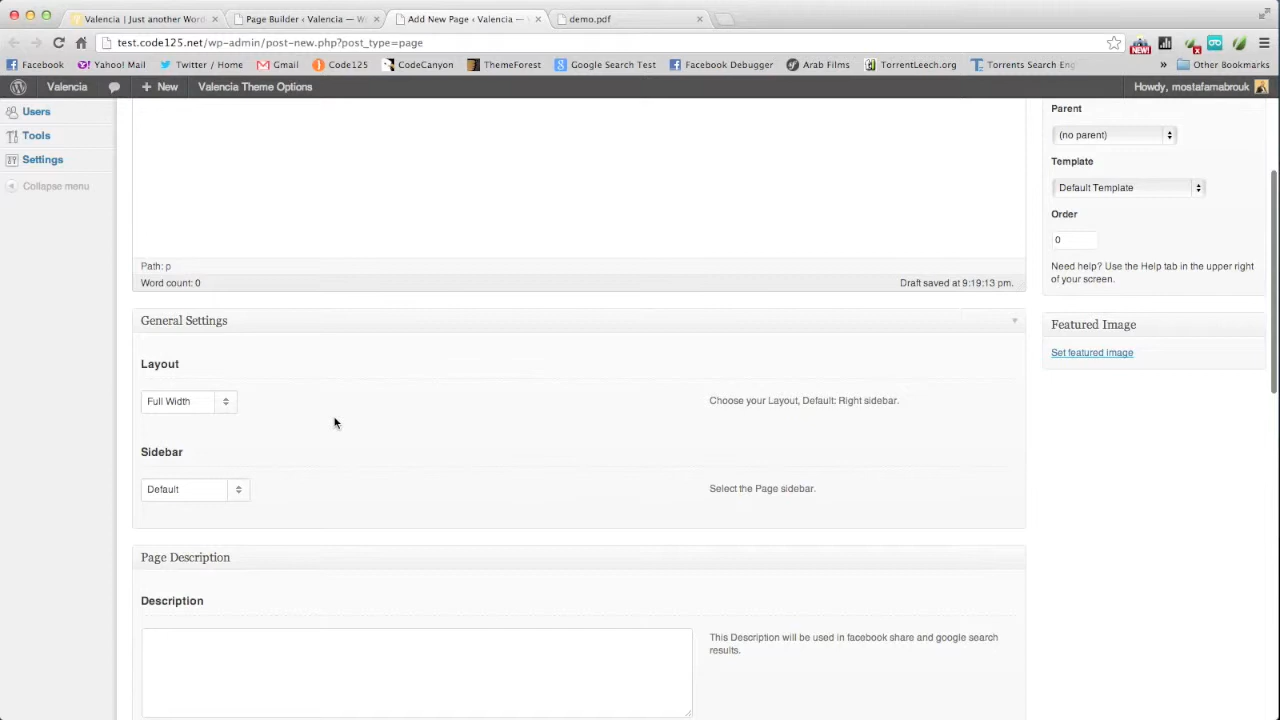 Valencia | Just another Word
Page Builder ‹ Valencia — W
Add New Page ‹ Valencia —
demo.pdf
test.code125.net/wp-admin/post-new.php?post_type=page
Facebook
Yahoo! Mail
Twitter / Home
Gmail
Code125
CodeCanyon
ThemeForest
Google Search Test
Facebook Debugger
Arab Films
TorrentLeech.org
Torrents Search Eng
»
Other Bookmarks
NEW!
Valencia
+ New
Valencia Theme Options
Howdy, mostafamabrouk
Users
Tools
Settings
Collapse menu
Parent
(no parent)
Template
Default Template
Order
0
Need help? Use the Help tab in the upper right
of your screen.
Path: p
Word count: 0
Draft saved at 9:19:13 pm.
General Settings
Featured Image
Set featured image
Layout
Full Width
Choose your Layout, Default: Right sidebar.
Sidebar
Default
Select the Page sidebar.
Page Description
Description
This Description will be used in facebook share and google search
results.